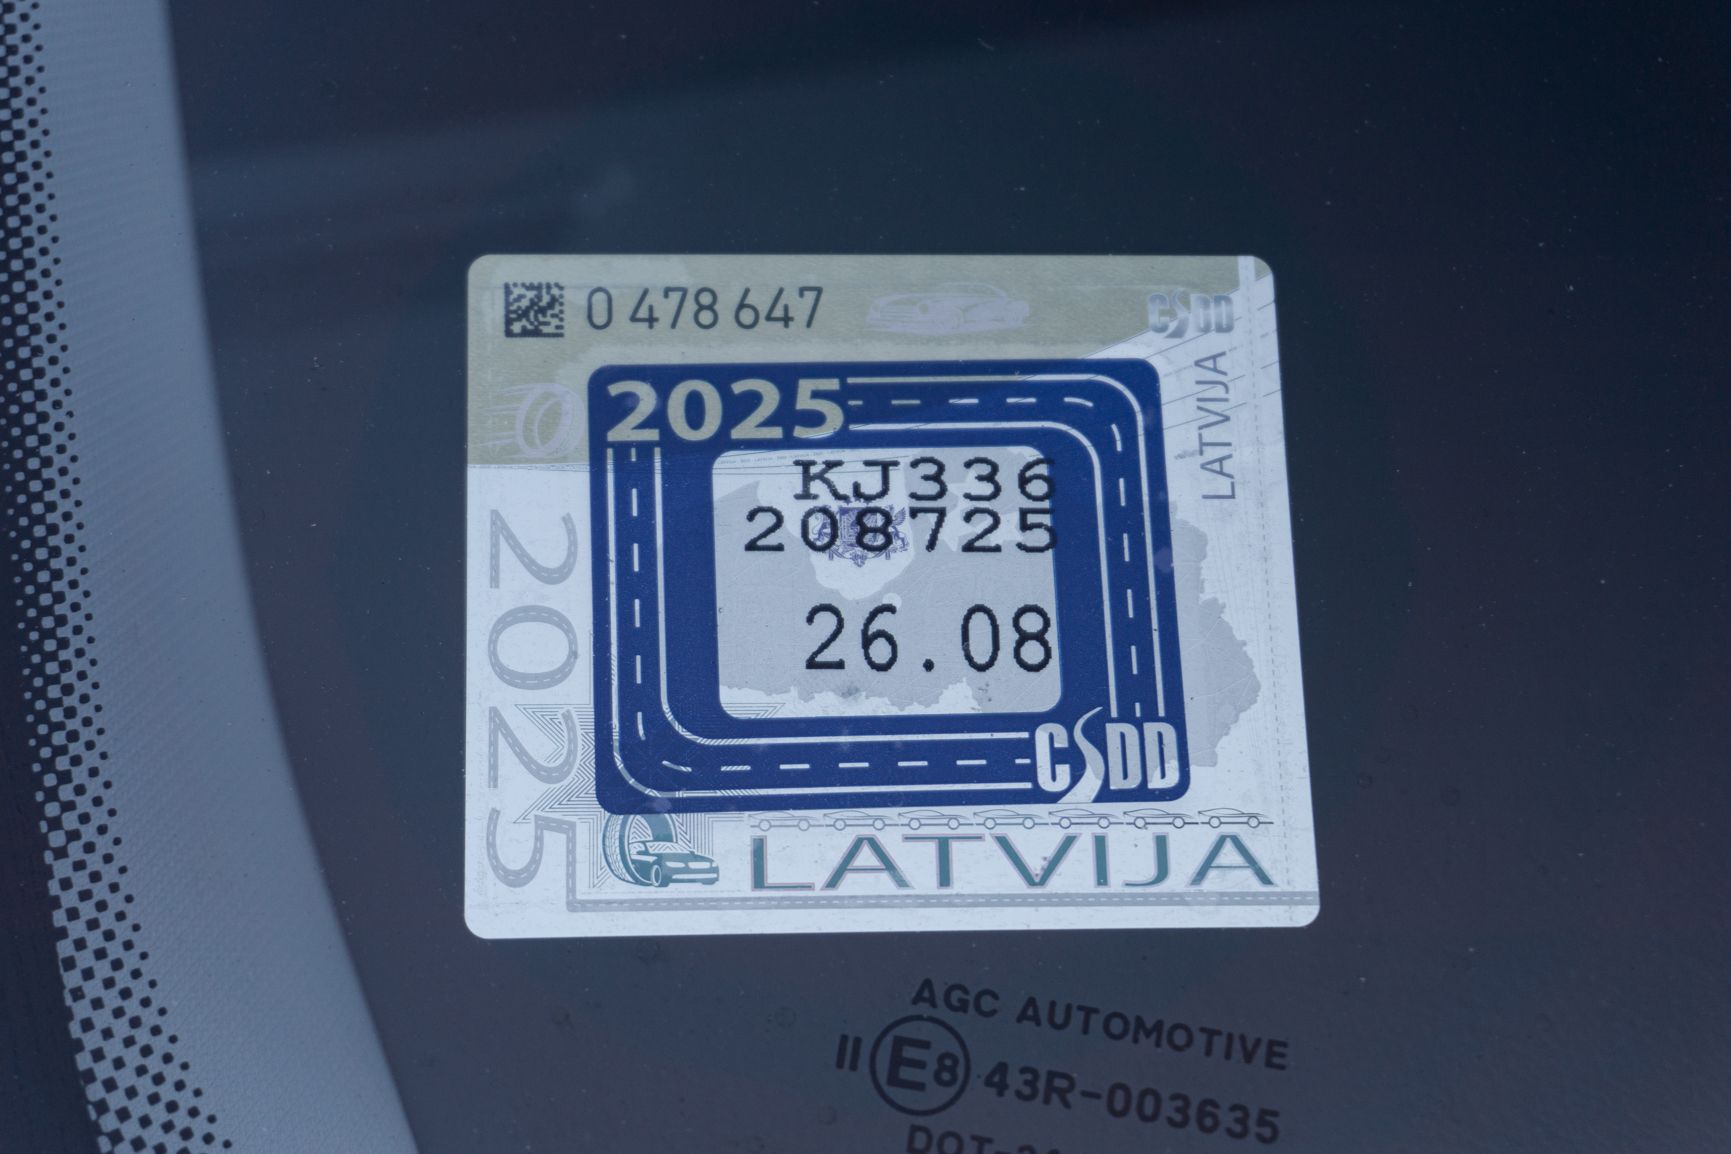 0 478 647
CSDD
LATVIJA
2025
KJ336
208725
26.08
2025
CSDD
LATVIJA
AGC AUTOMOTIVE
II E8 43R-003635